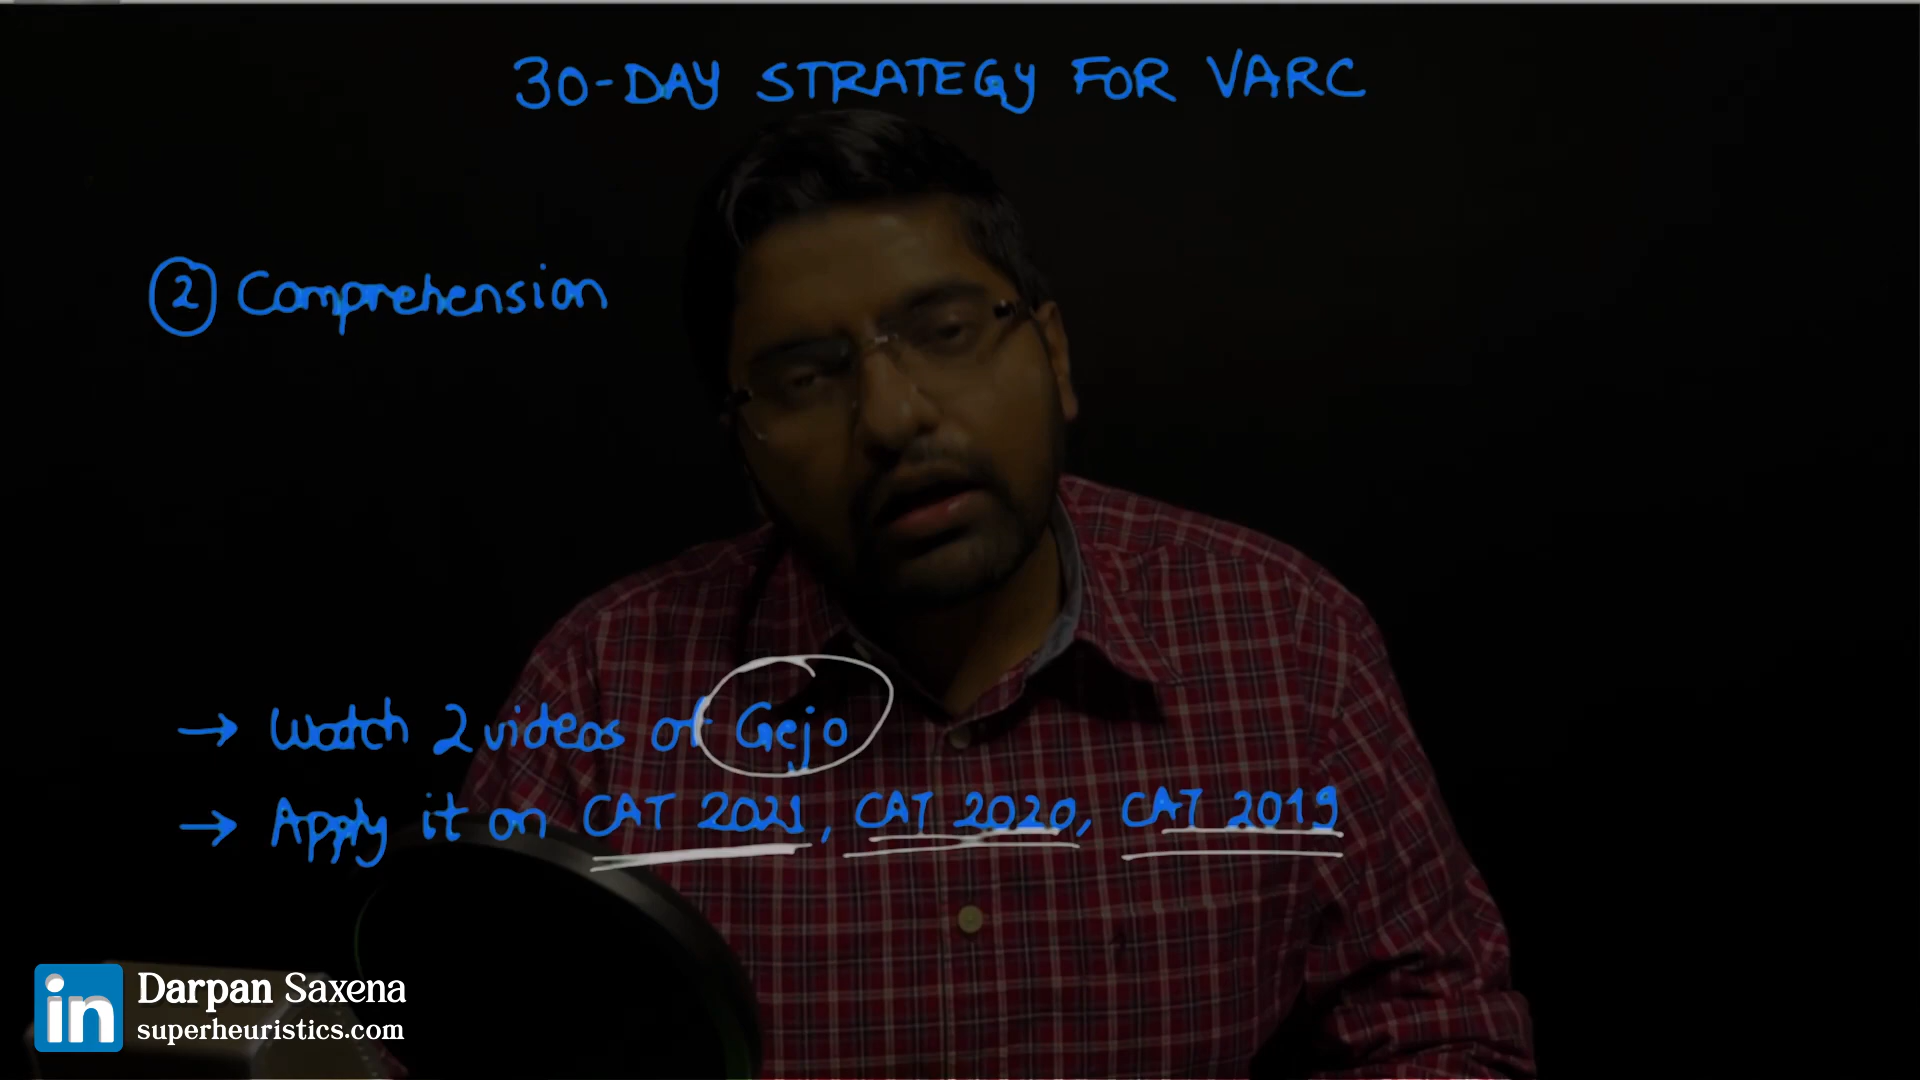 30-DAY STRATEGY FOR VARC
2 Comprehension
→ Watch 2 videos of Gejo
→ Apply it on CAT 2021, CAT 2020, CAT 2019
in Darpan Saxena
superheuristics.com